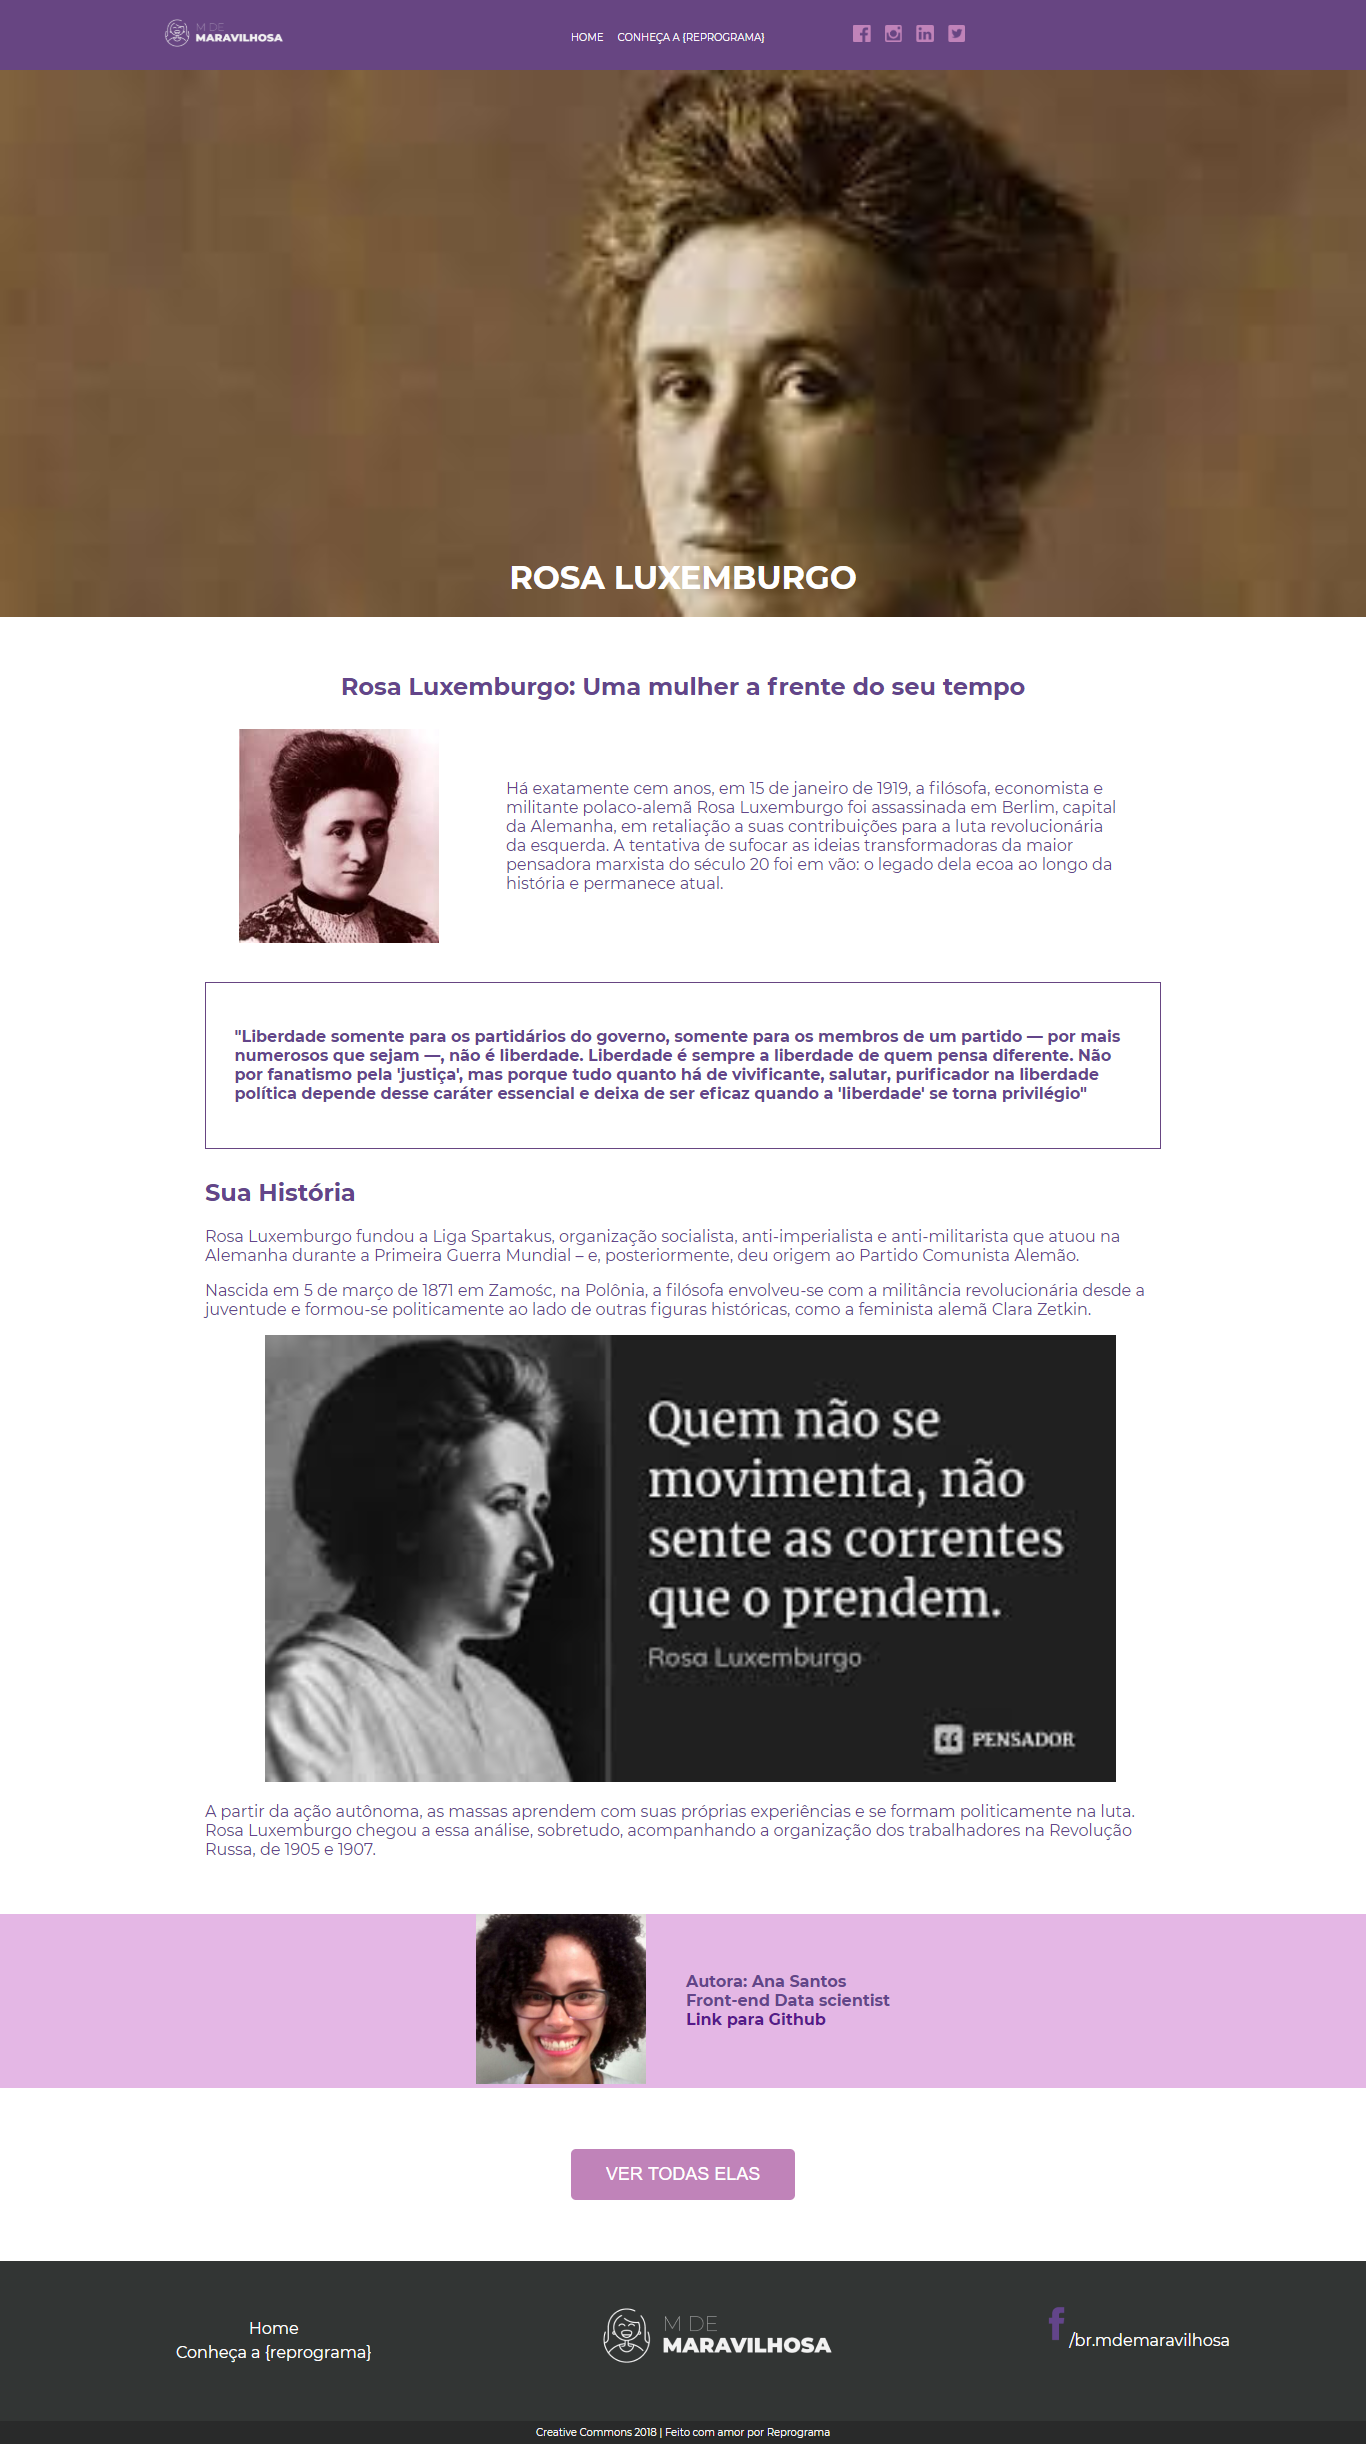 M DE
MARAVILHOSA
HOME CONHEÇA A {REPROGRAMA}
ROSA LUXEMBURGO
Rosa Luxemburgo: Uma mulher a frente do seu tempo
Há exatamente cem anos, em 15 de janeiro de 1919, a filósofa, economista e
militante polaco-alemã Rosa Luxemburgo foi assassinada em Berlim, capital
da Alemanha, em retaliação a suas contribuições para a luta revolucionária
da esquerda. A tentativa de sufocar as ideias transformadoras da maior
pensadora marxista do século 20 foi em vão: o legado dela ecoa ao longo da
história e permanece atual.
"Liberdade somente para os partidários do governo, somente para os membros de um partido — por mais
numerosos que sejam —, não é liberdade. Liberdade é sempre a liberdade de quem pensa diferente. Não
por fanatismo pela 'justiça', mas porque tudo quanto há de vivificante, salutar, purificador na liberdade
política depende desse caráter essencial e deixa de ser eficaz quando a 'liberdade' se torna privilégio"
Sua História
Rosa Luxemburgo fundou a Liga Spartakus, organização socialista, anti-imperialista e anti-militarista que atuou na
Alemanha durante a Primeira Guerra Mundial – e, posteriormente, deu origem ao Partido Comunista Alemão.
Nascida em 5 de março de 1871 em Zamośc, na Polônia, a filósofa envolveu-se com a militância revolucionária desde a
juventude e formou-se politicamente ao lado de outras figuras históricas, como a feminista alemã Clara Zetkin.
Quem não se
movimenta, não
sente as correntes
que o prendem.
Rosa Luxemburgo
PENSADOR
A partir da ação autônoma, as massas aprendem com suas próprias experiências e se formam politicamente na luta.
Rosa Luxemburgo chegou a essa análise, sobretudo, acompanhando a organização dos trabalhadores na Revolução
Russa, de 1905 e 1907.
Autora: Ana Santos
Front-end Data scientist
Link para Github
VER TODAS ELAS
Home
Conheça a {reprograma}
M DE
MARAVILHOSA
/br.mdemaravilhosa
Creative Commons 2018 | Feito com amor por Reprograma